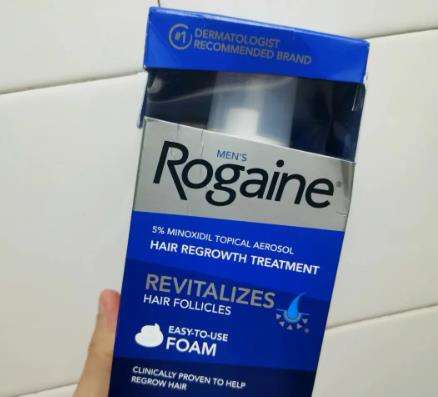 #1 DERMATOLOGIST
RECOMMENDED BRAND
MEN'S
Rogaine®
5% MINOXIDIL TOPICAL AEROSOL
HAIR REGROWTH TREATMENT
REVITALIZES
HAIR FOLLICLES
EASY-TO-USE
FOAM
CLINICALLY PROVEN TO HELP
REGROW HAIR